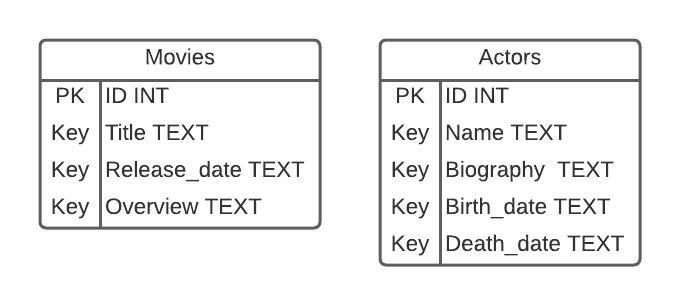 Movies
PK ID INT
Key Title TEXT
Key Release_date TEXT
Key Overview TEXT
Actors
PK ID INT
Key Name TEXT
Key Biography TEXT
Key Birth_date TEXT
Key Death_date TEXT